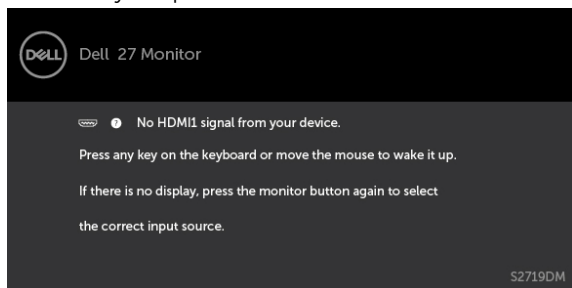 DELL Dell 27 Monitor
? No HDMI1 signal from your device.
Press any key on the keyboard or move the mouse to wake it up.
If there is no display, press the monitor button again to select
the correct input source.
S2719DM